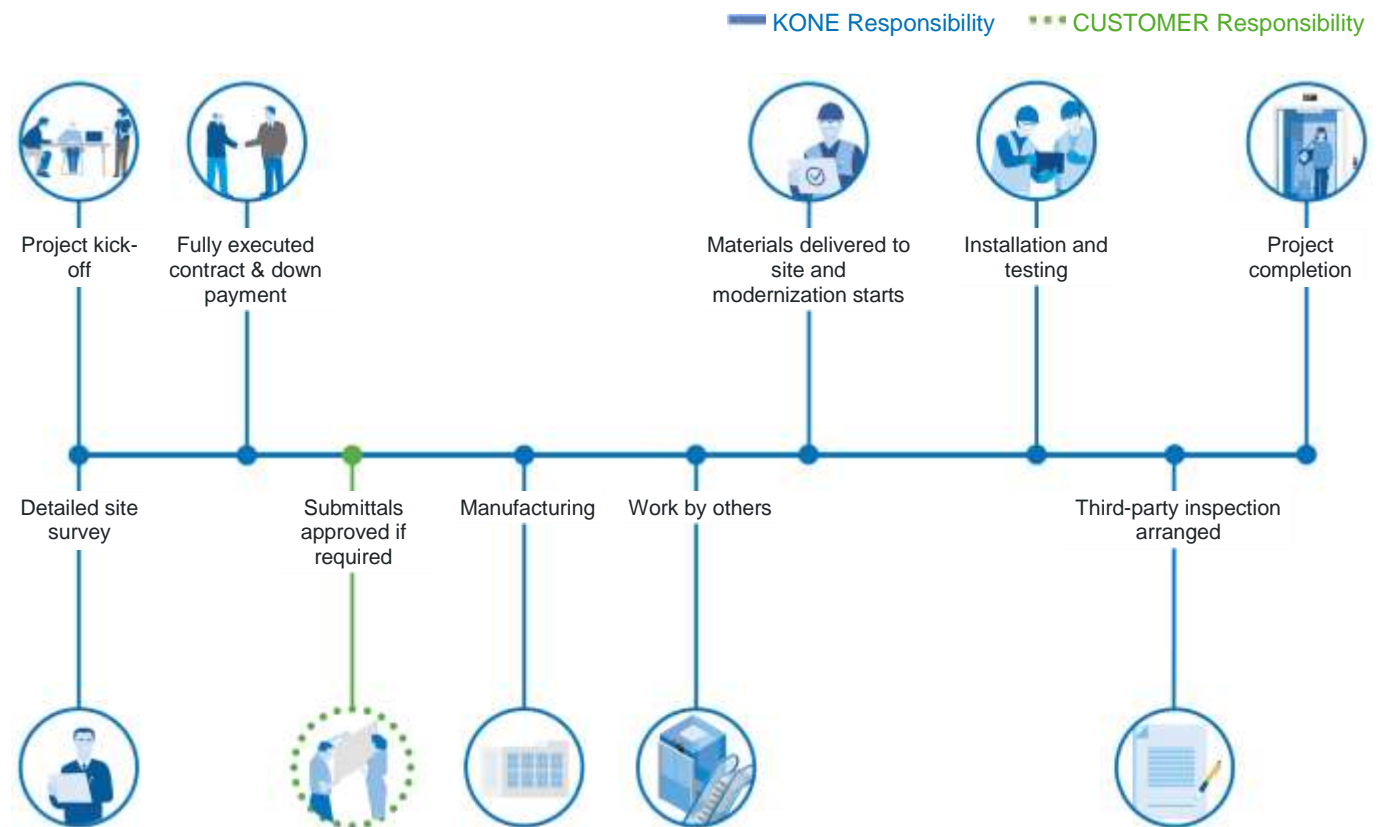 KONE Responsibility
CUSTOMER Responsibility
Project kick-
off
Fully executed
contract & down
payment
Materials delivered to
site and
modernization starts
Installation and
testing
Project
completion
Detailed site
survey
Submittals
approved if
required
Manufacturing
Work by others
Third-party inspection
arranged